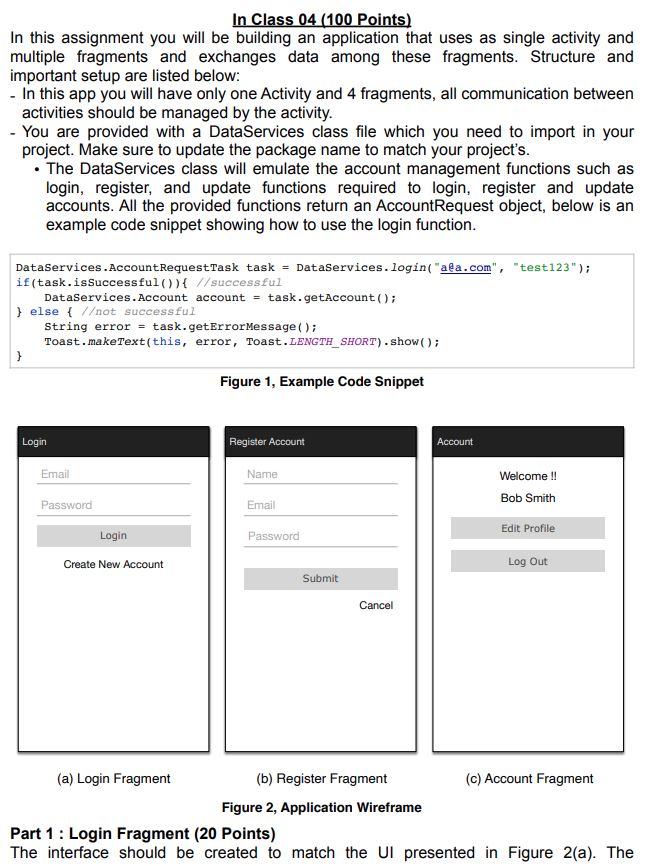 In Class 04 (100 Points)
In this assignment you will be building an application that uses as single activity and
multiple fragments and exchanges data among these fragments. Structure and
important setup are listed below:
- In this app you will have only one Activity and 4 fragments, all communication between
activities should be managed by the activity.
- You are provided with a DataServices class file which you need to import in your
project. Make sure to update the package name to match your project's.
• The DataServices class will emulate the account management functions such as
login, register, and update functions required to login, register and update
accounts. All the provided functions return an AccountRequest object, below is an
example code snippet showing how to use the login function.
DataServices.AccountRequestTask task = DataServices.login("a@a.com", "test123");
if(task.isSuccessful()){ //successful
DataServices.Account account = task.getAccount();
} else { //not successful
String error = task.getErrorMessage();
Toast.makeText(this, error, Toast.LENGTH_SHORT).show();
}
Figure 1, Example Code Snippet
Login
Email
Password
Login
Create New Account
Register Account
Name
Email
Password
Submit
Cancel
Account
Welcome !!
Bob Smith
Edit Profile
Log Out
(a) Login Fragment
(b) Register Fragment
(c) Account Fragment
Figure 2, Application Wireframe
Part 1 : Login Fragment (20 Points)
The interface should be created to match the UI presented in Figure 2(a). The